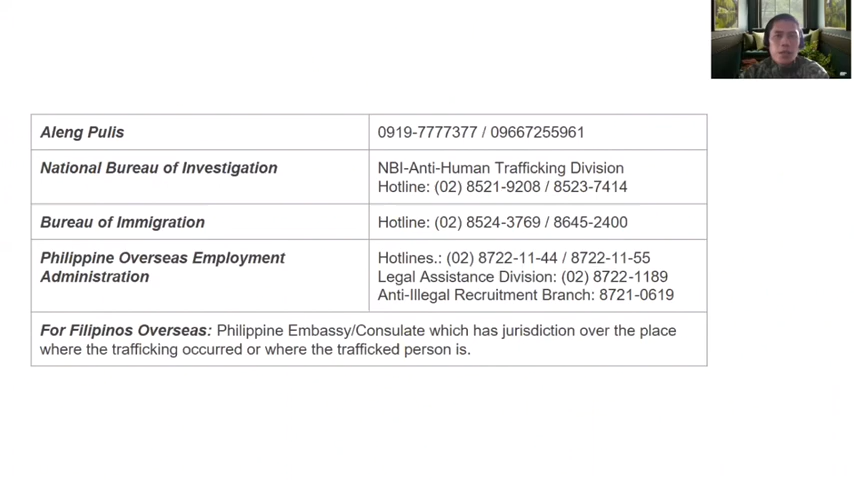 Aleng Pulis
0919-7777377 / 09667255961
National Bureau of Investigation
NBI-Anti-Human Trafficking Division
Hotline: (02) 8521-9208 / 8523-7414
Bureau of Immigration
Hotline: (02) 8524-3769 / 8645-2400
Philippine Overseas Employment
Administration
Hotlines.: (02) 8722-11-44 / 8722-11-55
Legal Assistance Division: (02) 8722-1189
Anti-Illegal Recruitment Branch: 8721-0619
For Filipinos Overseas: Philippine Embassy/Consulate which has jurisdiction over the place
where the trafficking occurred or where the trafficked person is.